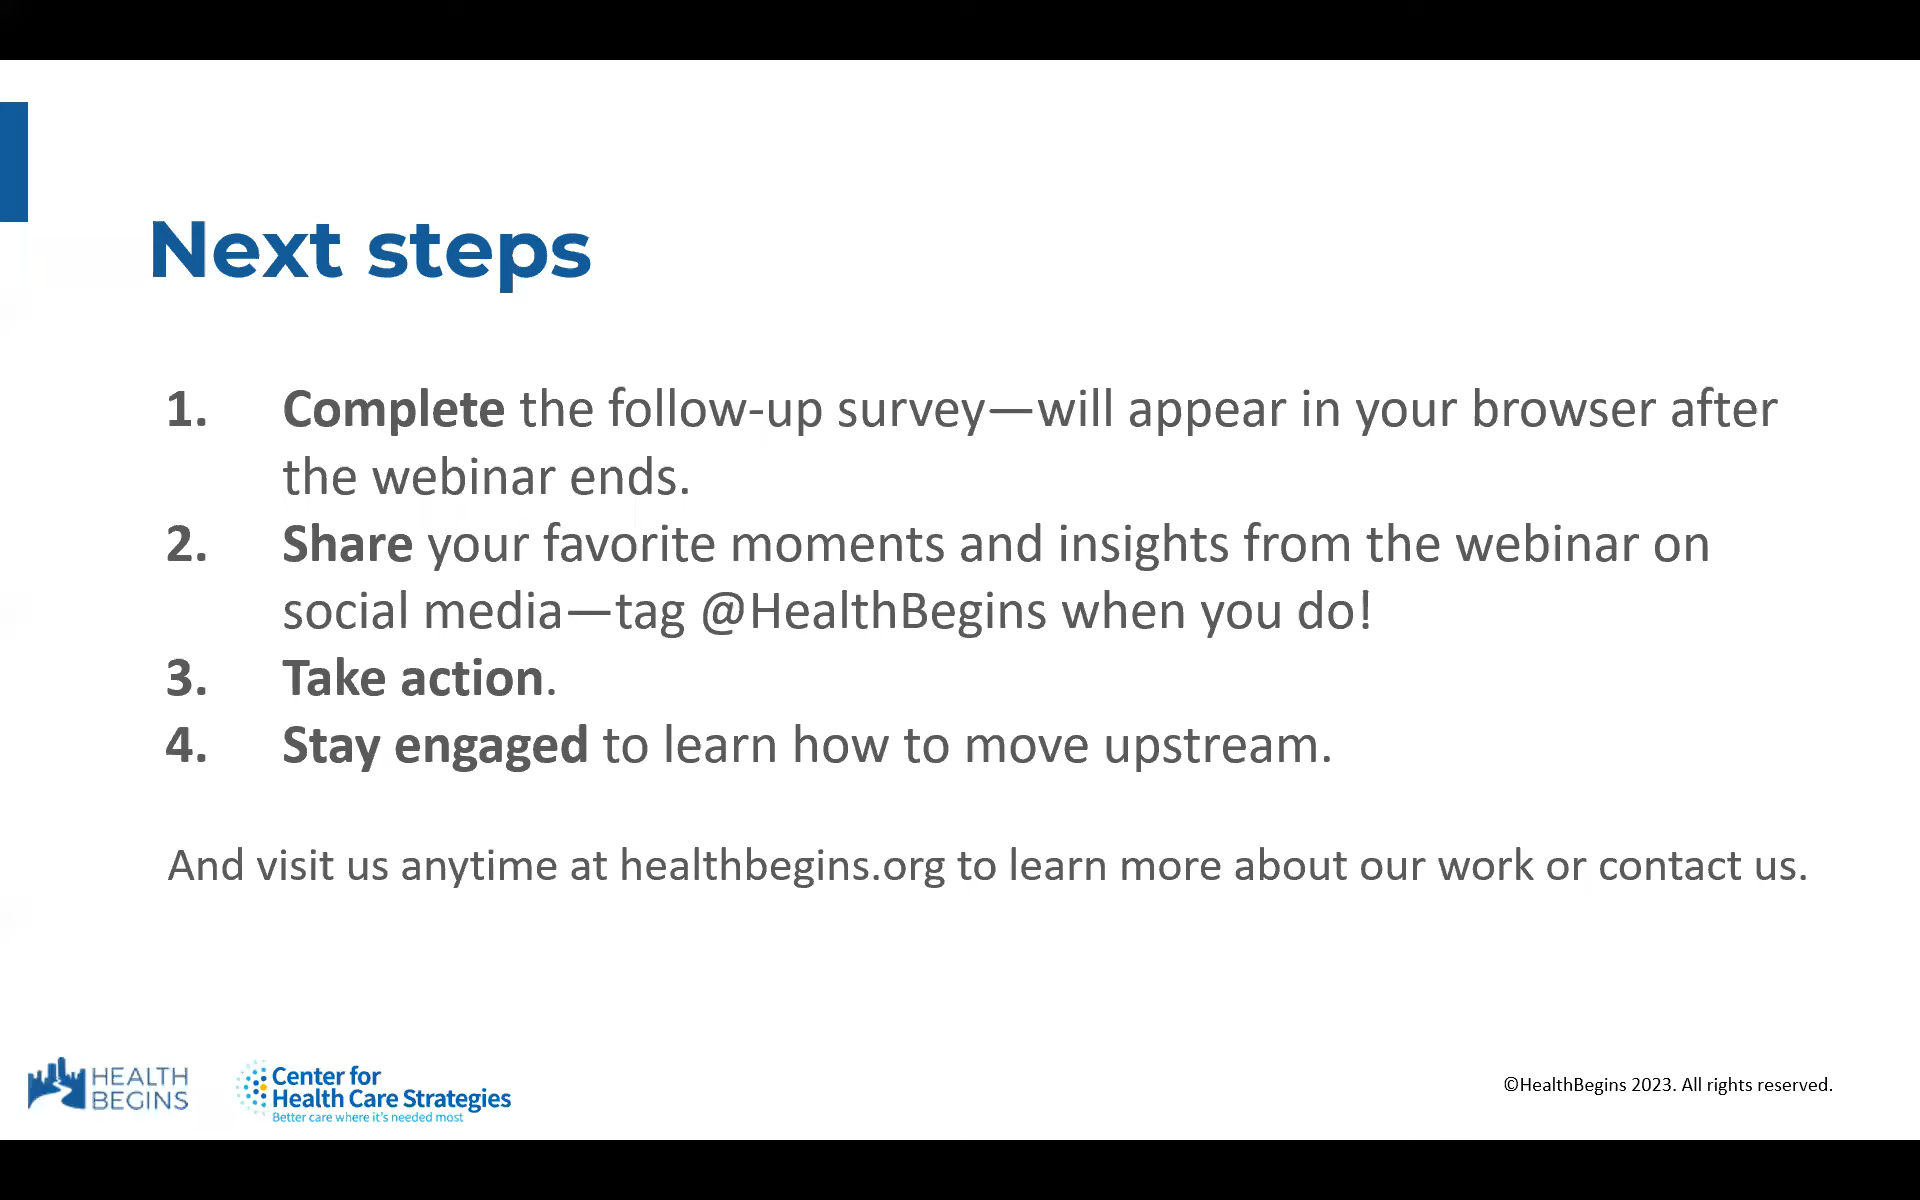 Next steps
1. Complete the follow-up survey—will appear in your browser after
the webinar ends.
2. Share your favorite moments and insights from the webinar on
social media—tag @HealthBegins when you do!
3. Take action.
4. Stay engaged to learn how to move upstream.
And visit us anytime at healthbegins.org to learn more about our work or contact us.
HEALTH
BEGINS
Center for
Health Care Strategies
Better care where it's needed most
©HealthBegins 2023. All rights reserved.